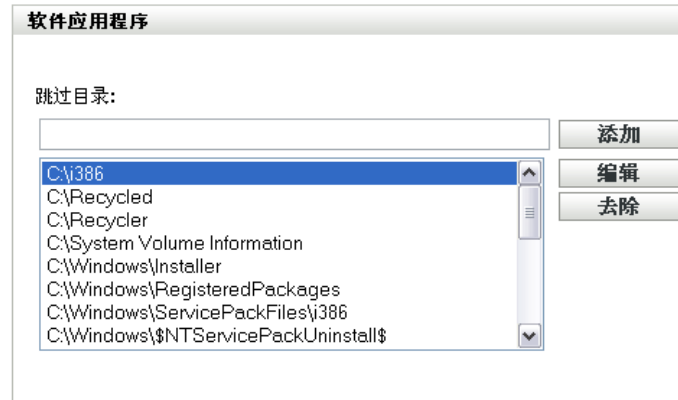 软件应用程序
跳过目录:
添加
C:\i386
编辑
C:\Recycled
去除
C:\Recycler
C:\System Volume Information
C:\Windows\Installer
C:\Windows\RegisteredPackages
C:\Windows\ServicePackFiles\i386
C:\Windows\$NTServicePackUninstall$